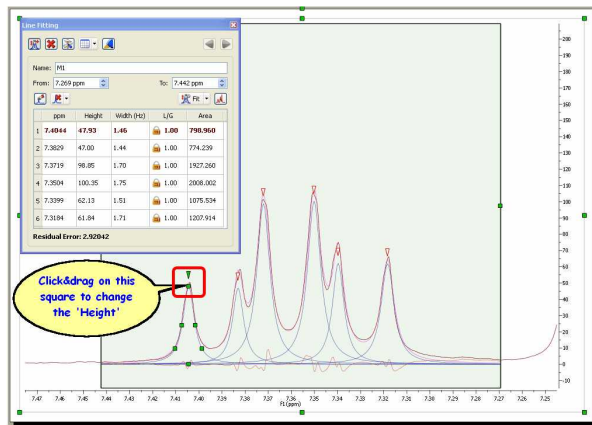 Line Fitting
Name: M1
From: 7.269 ppm To: 7.442 ppm
Fit
ppm Height Width (Hz) L/G Area
1 7.4044 47.93 1.46 1.00 798.960
2 7.3829 47.00 1.44 1.00 774.239
3 7.3719 98.85 1.70 1.00 1927.260
4 7.3504 100.35 1.75 1.00 2008.002
5 7.3399 62.13 1.51 1.00 1075.534
6 7.3184 61.84 1.71 1.00 1207.914
Residual Error: 2.92042
Click&drag on this
square to change
the 'Height'
200
190
180
170
160
150
140
130
120
110
100
90
80
70
60
50
40
30
20
10
0
-10
7.47 7.46 7.45 7.44 7.43 7.42 7.41 7.40 7.39 7.38 7.37 7.36 7.35 7.34 7.33 7.32 7.31 7.30 7.29 7.28 7.27 7.26 7.25
f1 (ppm)